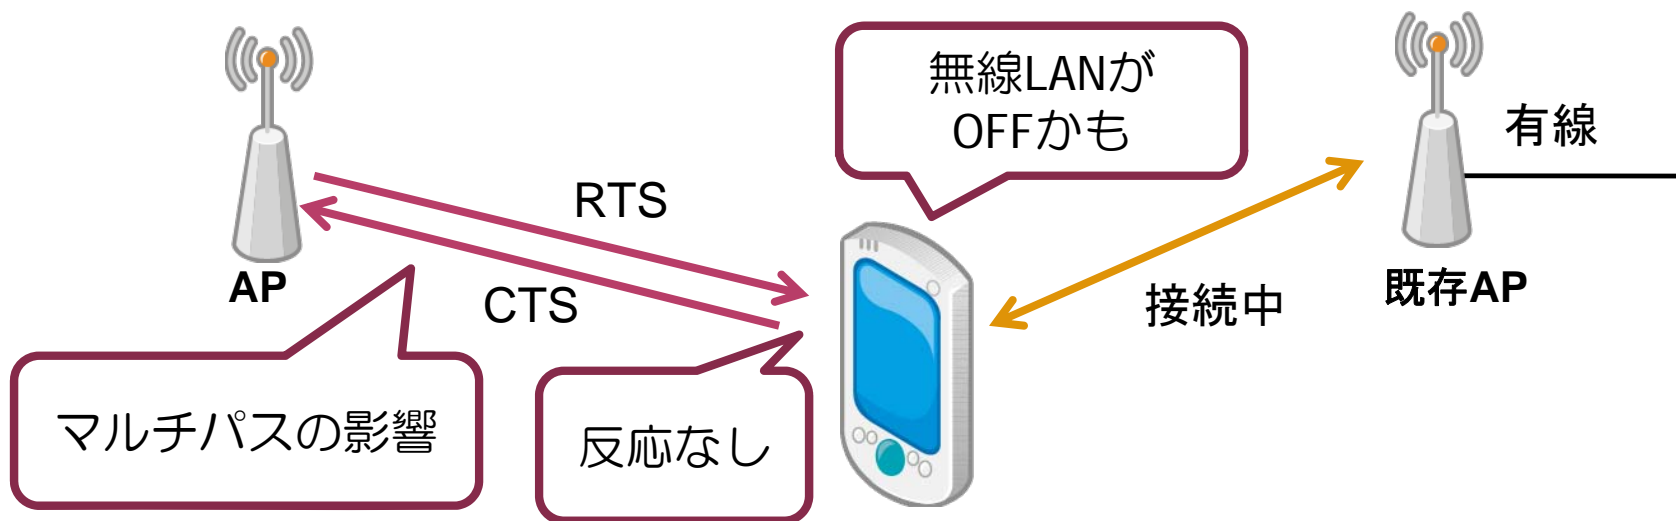 無線LANが
OFFかも
有線
RTS
AP
CTS
接続中
既存AP
マルチパスの影響
反応なし